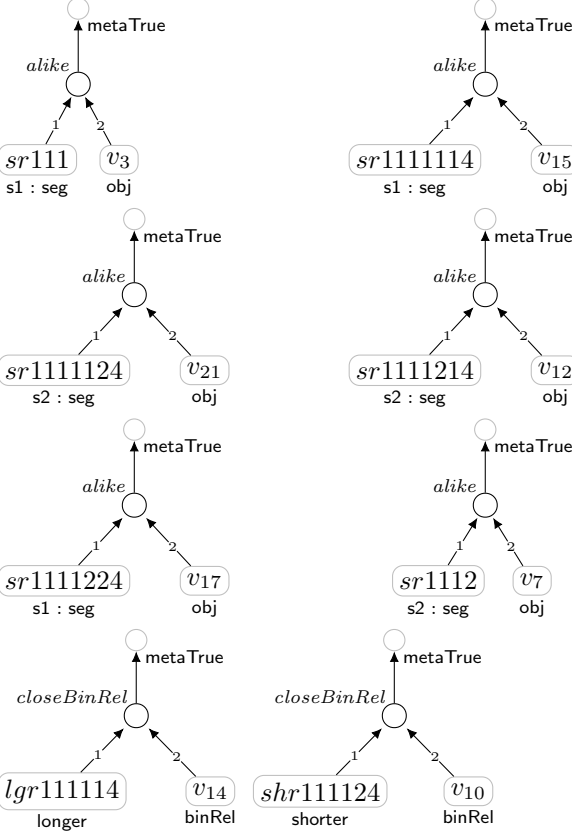 metaTrue metaTrue
alike alike
1 2 1 2
sr111 v3 sr1111114 v15
s1 : seg obj s1 : seg obj
metaTrue metaTrue
alike alike
1 2 1 2
sr1111124 v21 sr1111214 v12
s2 : seg obj s2 : seg obj
metaTrue metaTrue
alike alike
1 2 1 2
sr1111224 v17 sr1112 v7
s1 : seg obj s2 : seg obj
metaTrue metaTrue
closeBinRel closeBinRel
1 2 1 2
lgr111114 v14 shr111124 v10
longer binRel shorter binRel